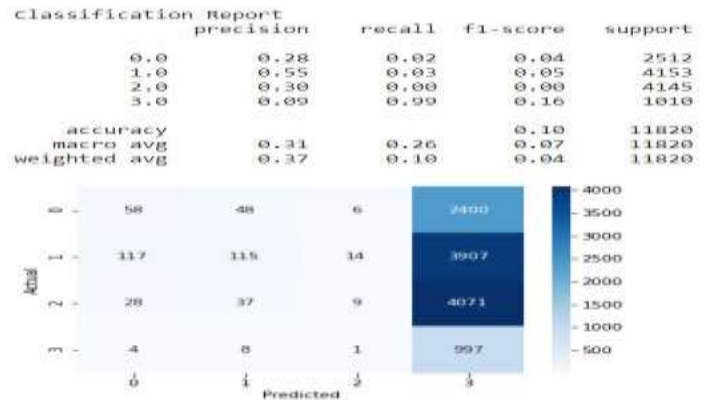 Classification Report
precision recall f1-score support
0.0 0.28 0.02 0.04 2512
1.0 0.55 0.03 0.05 4153
2.0 0.30 0.00 0.00 4145
3.0 0.09 0.99 0.16 1010
accuracy 0.10 11820
macro avg 0.31 0.26 0.07 11820
weighted avg 0.37 0.10 0.04 11820
4000
0 58 48 6 2400
3500
3000
1 117 115 14 3907
2500
Actual
2000
2 28 37 9 4071
1500
1000
3 4 8 1 997
500
0 1 2 3
Predicted